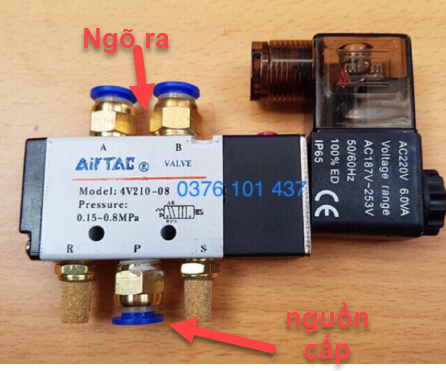 Ngõ ra
A B
AirTAC ® VALVE
Model: 4V210-08
0376 101 437
Pressure:
0.15~0.8MPa
R P S
AC220V 6.0VA
Voltage range
AC187V~253V
50/60Hz
100% ED
IP65
CE
nguồn
cấp